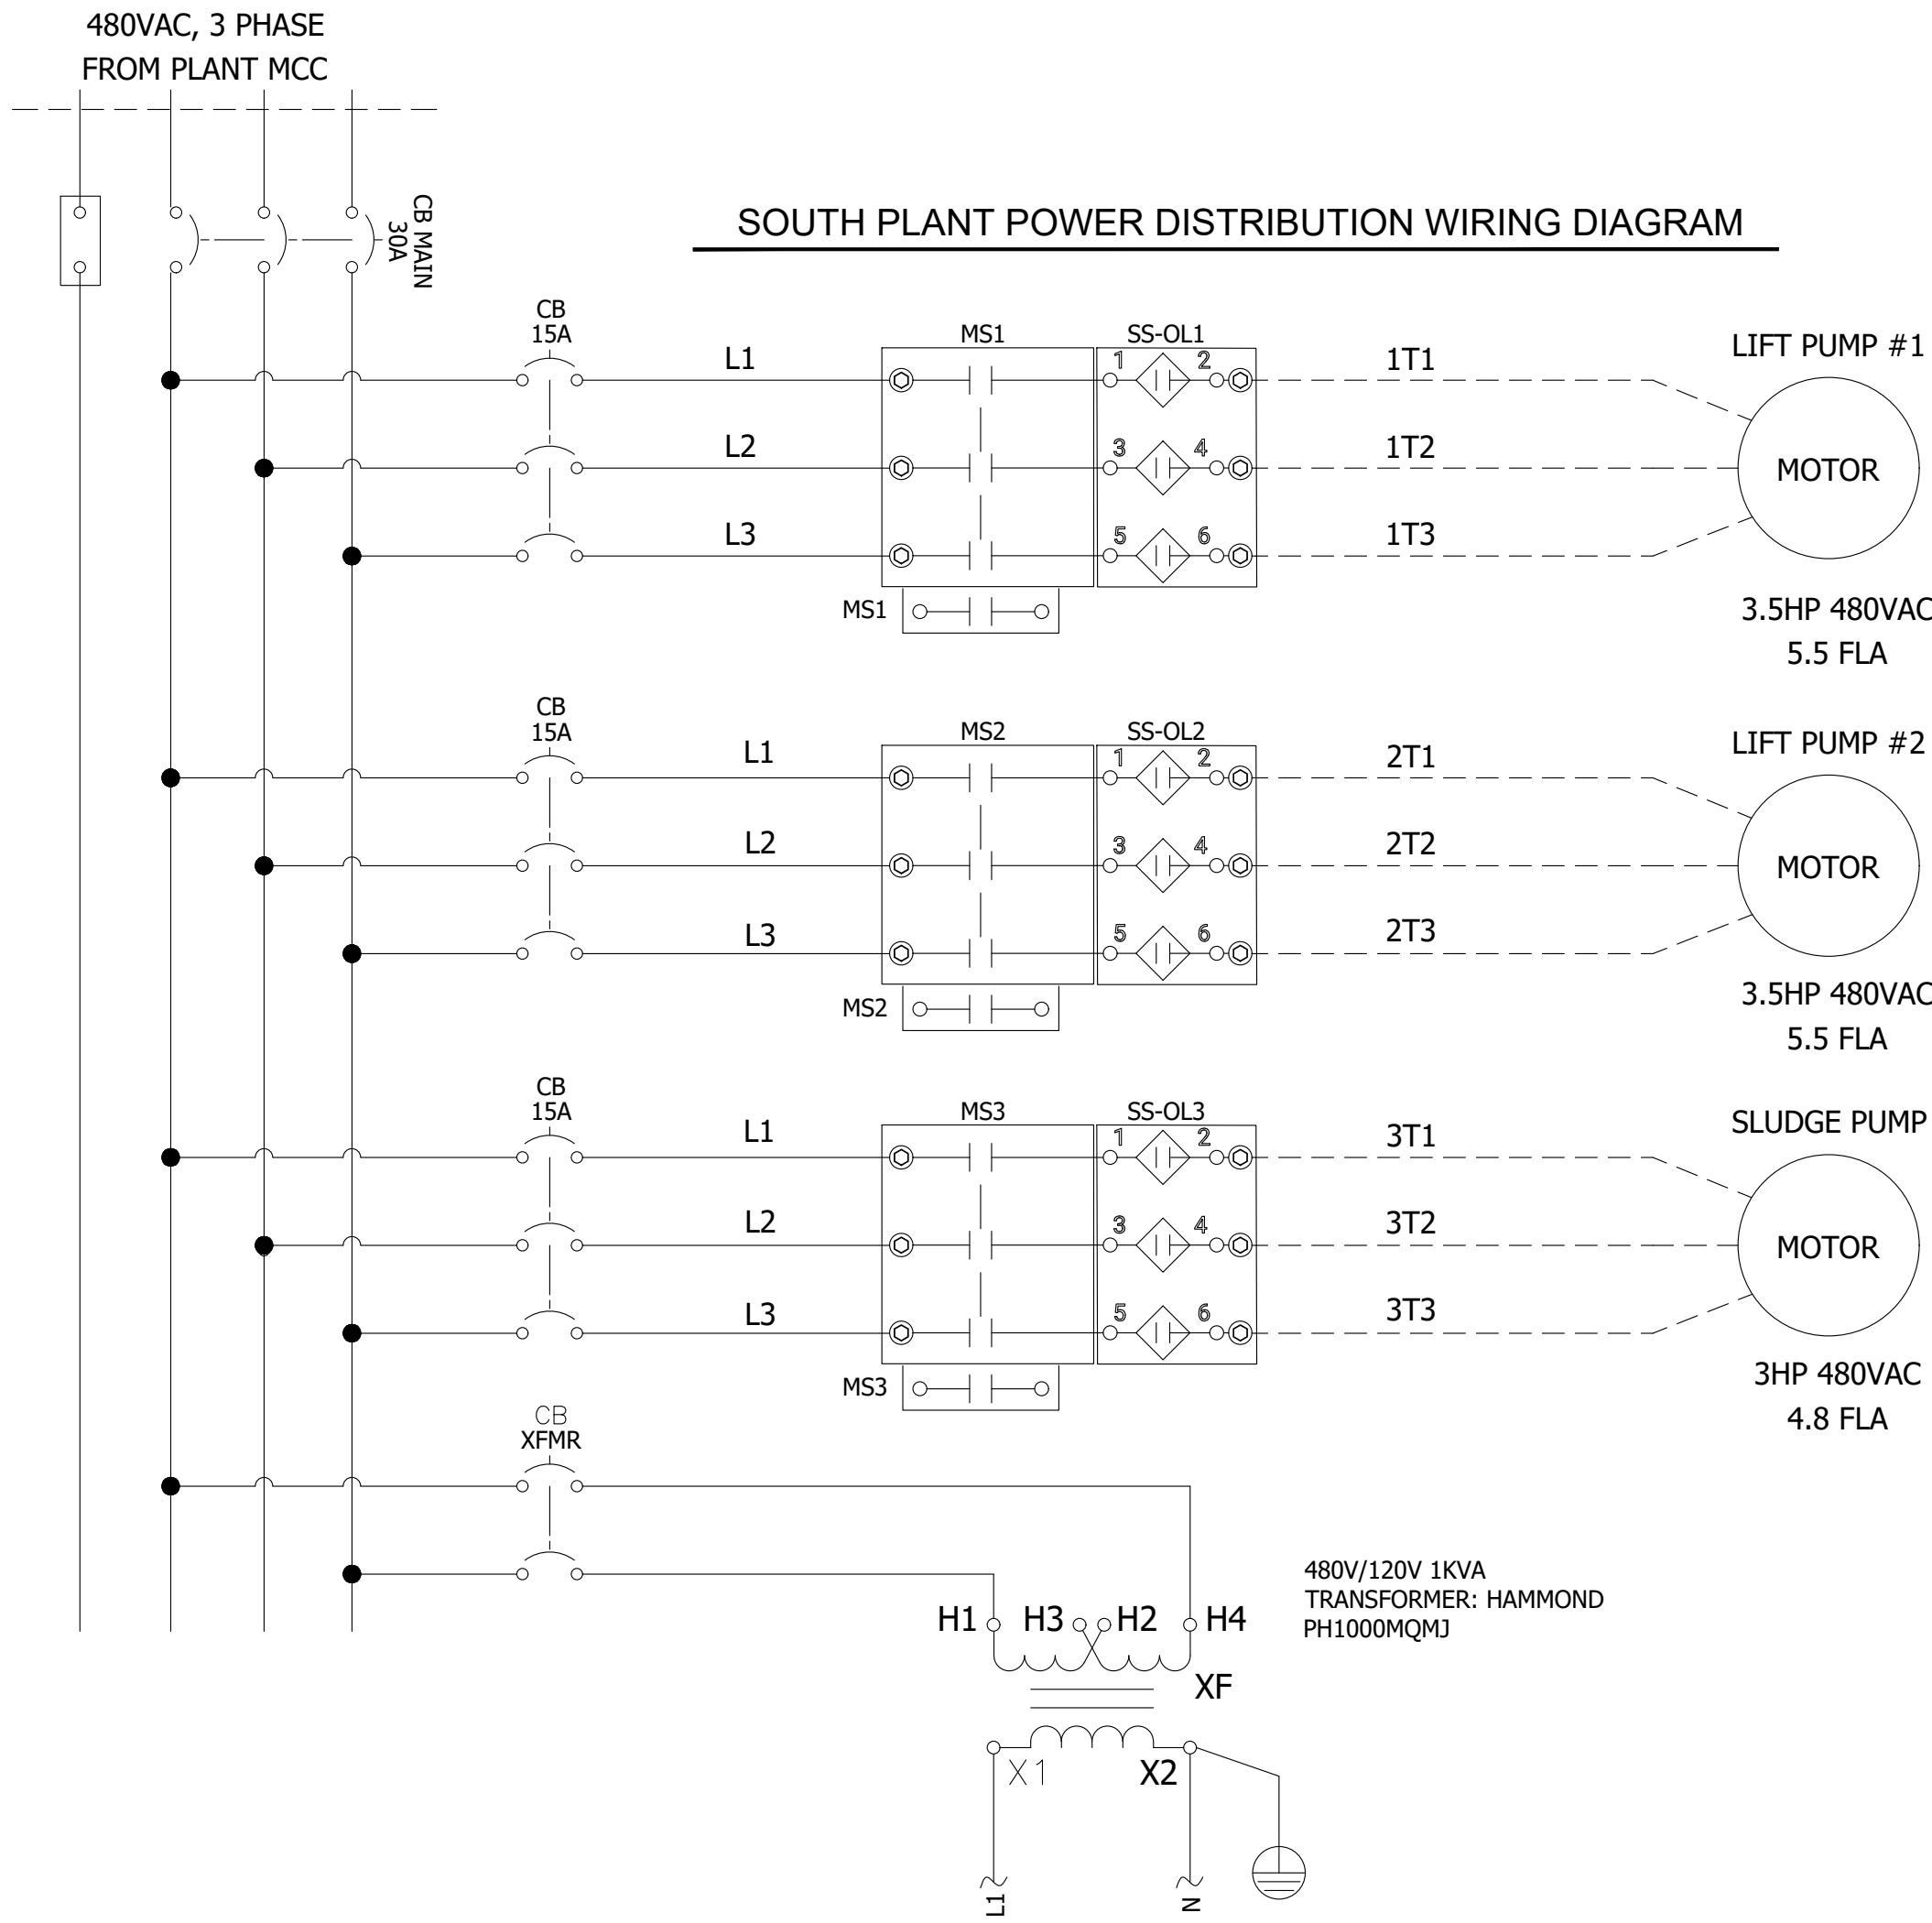 480VAC, 3 PHASE
FROM PLANT MCC
CB MAIN
30A
SOUTH PLANT POWER DISTRIBUTION WIRING DIAGRAM
CB
15A
L1
L2
L3
MS1
SS-OL1
1 2
3 4
5 6
MS1
1T1
1T2
1T3
LIFT PUMP #1
MOTOR
3.5HP 480VAC
5.5 FLA
CB
15A
L1
L2
L3
MS2
SS-OL2
1 2
3 4
5 6
MS2
2T1
2T2
2T3
LIFT PUMP #2
MOTOR
3.5HP 480VAC
5.5 FLA
CB
15A
L1
L2
L3
MS3
SS-OL3
1 2
3 4
5 6
MS3
3T1
3T2
3T3
SLUDGE PUMP
MOTOR
3HP 480VAC
4.8 FLA
CB
XFMR
480V/120V 1KVA
TRANSFORMER: HAMMOND
PH1000MQMJ
H1 H3 H2 H4
XF
X1 X2
L1
N